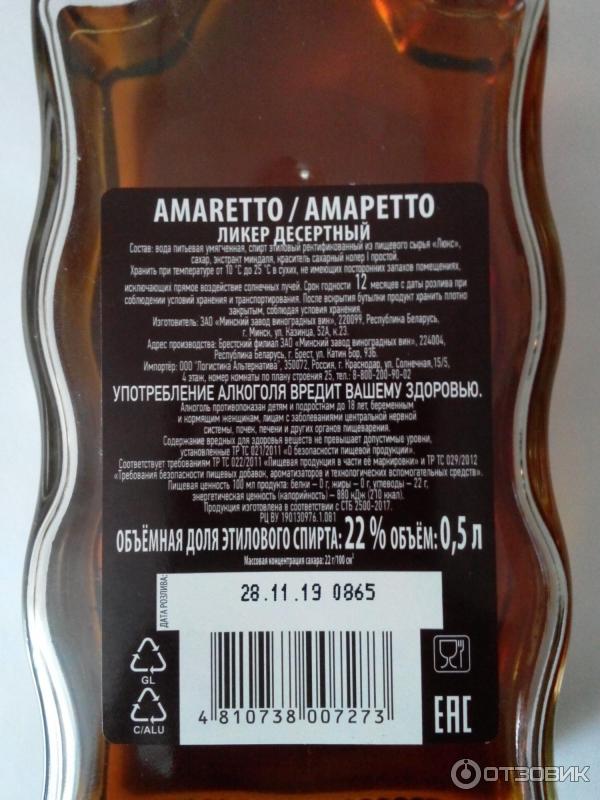 AMARETTO / АМАРЕТТО
ЛИКЕР ДЕСЕРТНЫЙ
Состав: вода питьевая умягченная, спирт этиловый ректификованный из пищевого сырья «Люкс»,
сахар, экстракт миндаля, краситель сахарный колер I простой.
Хранить при температуре от 10 °С до 25 °С в сухих, не имеющих посторонних запахов помещениях,
исключающих прямое воздействие солнечных лучей. Срок годности 12 месяцев с даты розлива при
соблюдении условий хранения и транспортирования. После вскрытия бутылки продукт хранить плотно
закрытым, соблюдая условия хранения.
Изготовитель: ЗАО «Минский завод виноградных вин», 220099, Республика Беларусь,
г. Минск, ул. Казинца, 52А, к.23.
Адрес производства: Брестский филиал ЗАО «Минский завод виноградных вин», 224004,
Республика Беларусь, г. Брест, ул. Катин Бор, 93Б.
Импортёр: ООО "Логистика Альтернатива", 350072, Россия, г. Краснодар, ул. Солнечная, 15/5,
4 этаж, номер комнаты по плану строения 25, тел.: 8-800-200-90-02
УПОТРЕБЛЕНИЕ АЛКОГОЛЯ ВРЕДИТ ВАШЕМУ ЗДОРОВЬЮ.
Алкоголь противопоказан детям и подросткам до 18 лет, беременным
и кормящим женщинам, лицам с заболеваниями центральной нервной
системы, почек, печени и других органов пищеварения.
Содержание вредных для здоровья веществ не превышает допустимые уровни,
установленные ТР ТС 021/2011 «О безопасности пищевой продукции».
Соответствует требованиям ТР ТС 022/2011 «Пищевая продукция в части её маркировки» и ТР ТС 029/2012
«Требования безопасности пищевых добавок, ароматизаторов и технологических вспомогательных средств».
Пищевая ценность 100 мл продукта: белки – 0 г, жиры – 0 г, углеводы – 22 г,
энергетическая ценность (калорийность) – 880 кДж (210 ккал).
Продукция изготовлена в соответствии с СТБ 2500-2017.
РЦ BY 190130976.1.081
ОБЪЁМНАЯ ДОЛЯ ЭТИЛОВОГО СПИРТА: 22 % ОБЪЁМ: 0,5 л
Массовая концентрация сахара: 22 г/100 см³
ДАТА РОЗЛИВА:
28.11.19 0865
GL
C/ALU
4 810738 007273
EAC
ОТЗОВИК